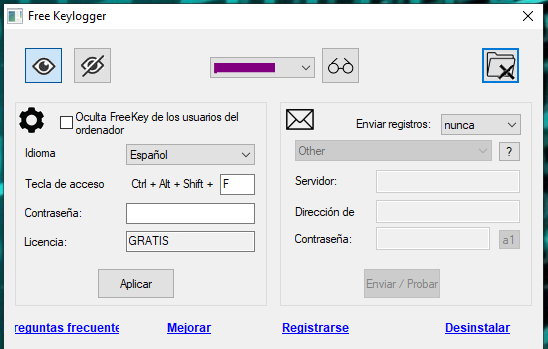 Free Keylogger
Oculta FreeKey de los usuarios del
ordenador
Idioma
Español
Tecla de acceso
Ctrl + Alt + Shift +
F
Contraseña:
Licencia:
GRATIS
Aplicar
Enviar registros:
nunca
Other
?
Servidor:
Dirección de
Contraseña:
a1
Enviar / Probar
reguntas frecuente
Mejorar
Registrarse
Desinstalar